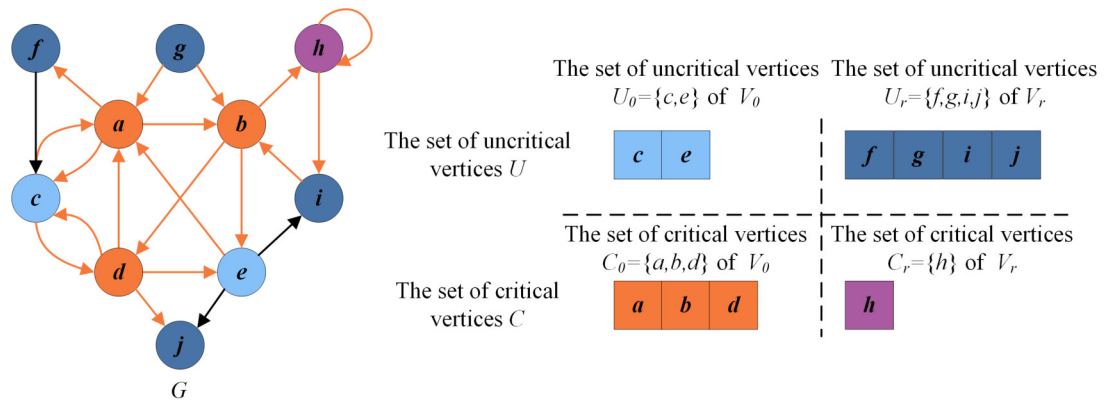 f g h
a b
c i
d e
j
G
The set of uncritical vertices
U₀={c,e} of V₀
The set of uncritical vertices
Uᵣ={f,g,i,j} of Vᵣ
The set of uncritical
vertices U
c e
f g i j
The set of critical vertices
C₀={a,b,d} of V₀
The set of critical vertices
Cᵣ={h} of Vᵣ
The set of critical
vertices C
a b d
h